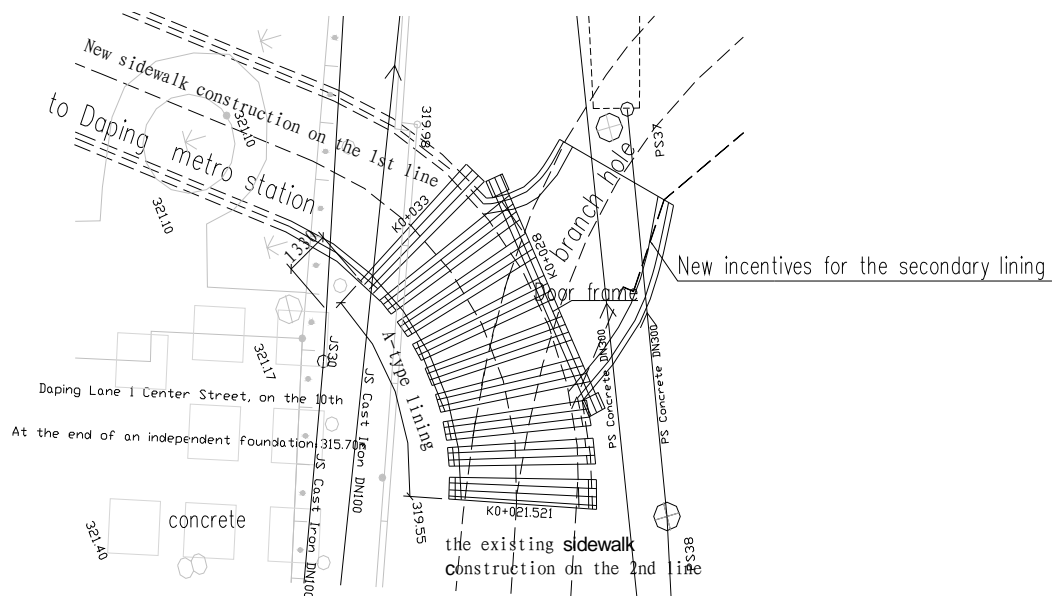 New sidewalk construction on the 1st line
to Daping metro station
321.10
321.10
319.98
PS37
K0+033
K0+028
branch hole
New incentives for the secondary lining
Door frame
A-type lining
JS30
321.17
PS Concrete DN300
PS Concrete DN300
Daping Lane 1 Center Street, on the 10th
At the end of an independent foundation 315.70
JS Cast Iron DN100
JS Cast Iron DN100
K0+021.521
319.55
concrete
321.40
the existing sidewalk
construction on the 2nd line
PS38